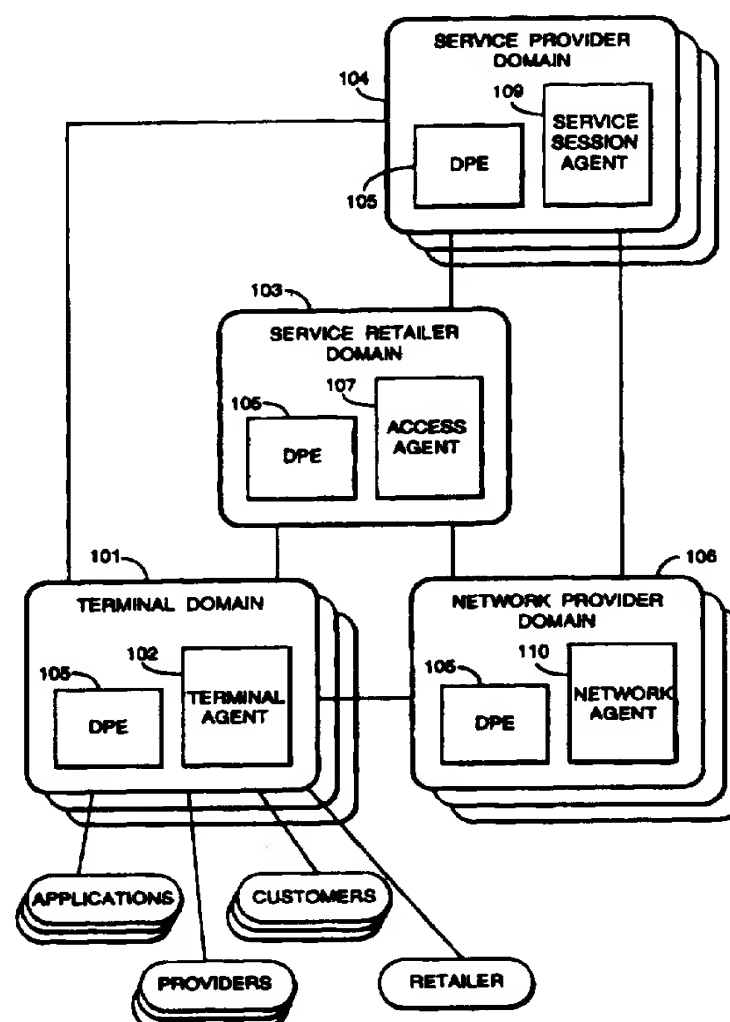 SERVICE PROVIDER
DOMAIN
104
109
SERVICE
SESSION
AGENT
DPE
105
103
SERVICE RETAILER
DOMAIN
107
105
ACCESS
AGENT
DPE
101
106
TERMINAL DOMAIN
NETWORK PROVIDER
DOMAIN
102
105
TERMINAL
AGENT
DPE
110
105
NETWORK
AGENT
DPE
APPLICATIONS
CUSTOMERS
PROVIDERS
RETAILER